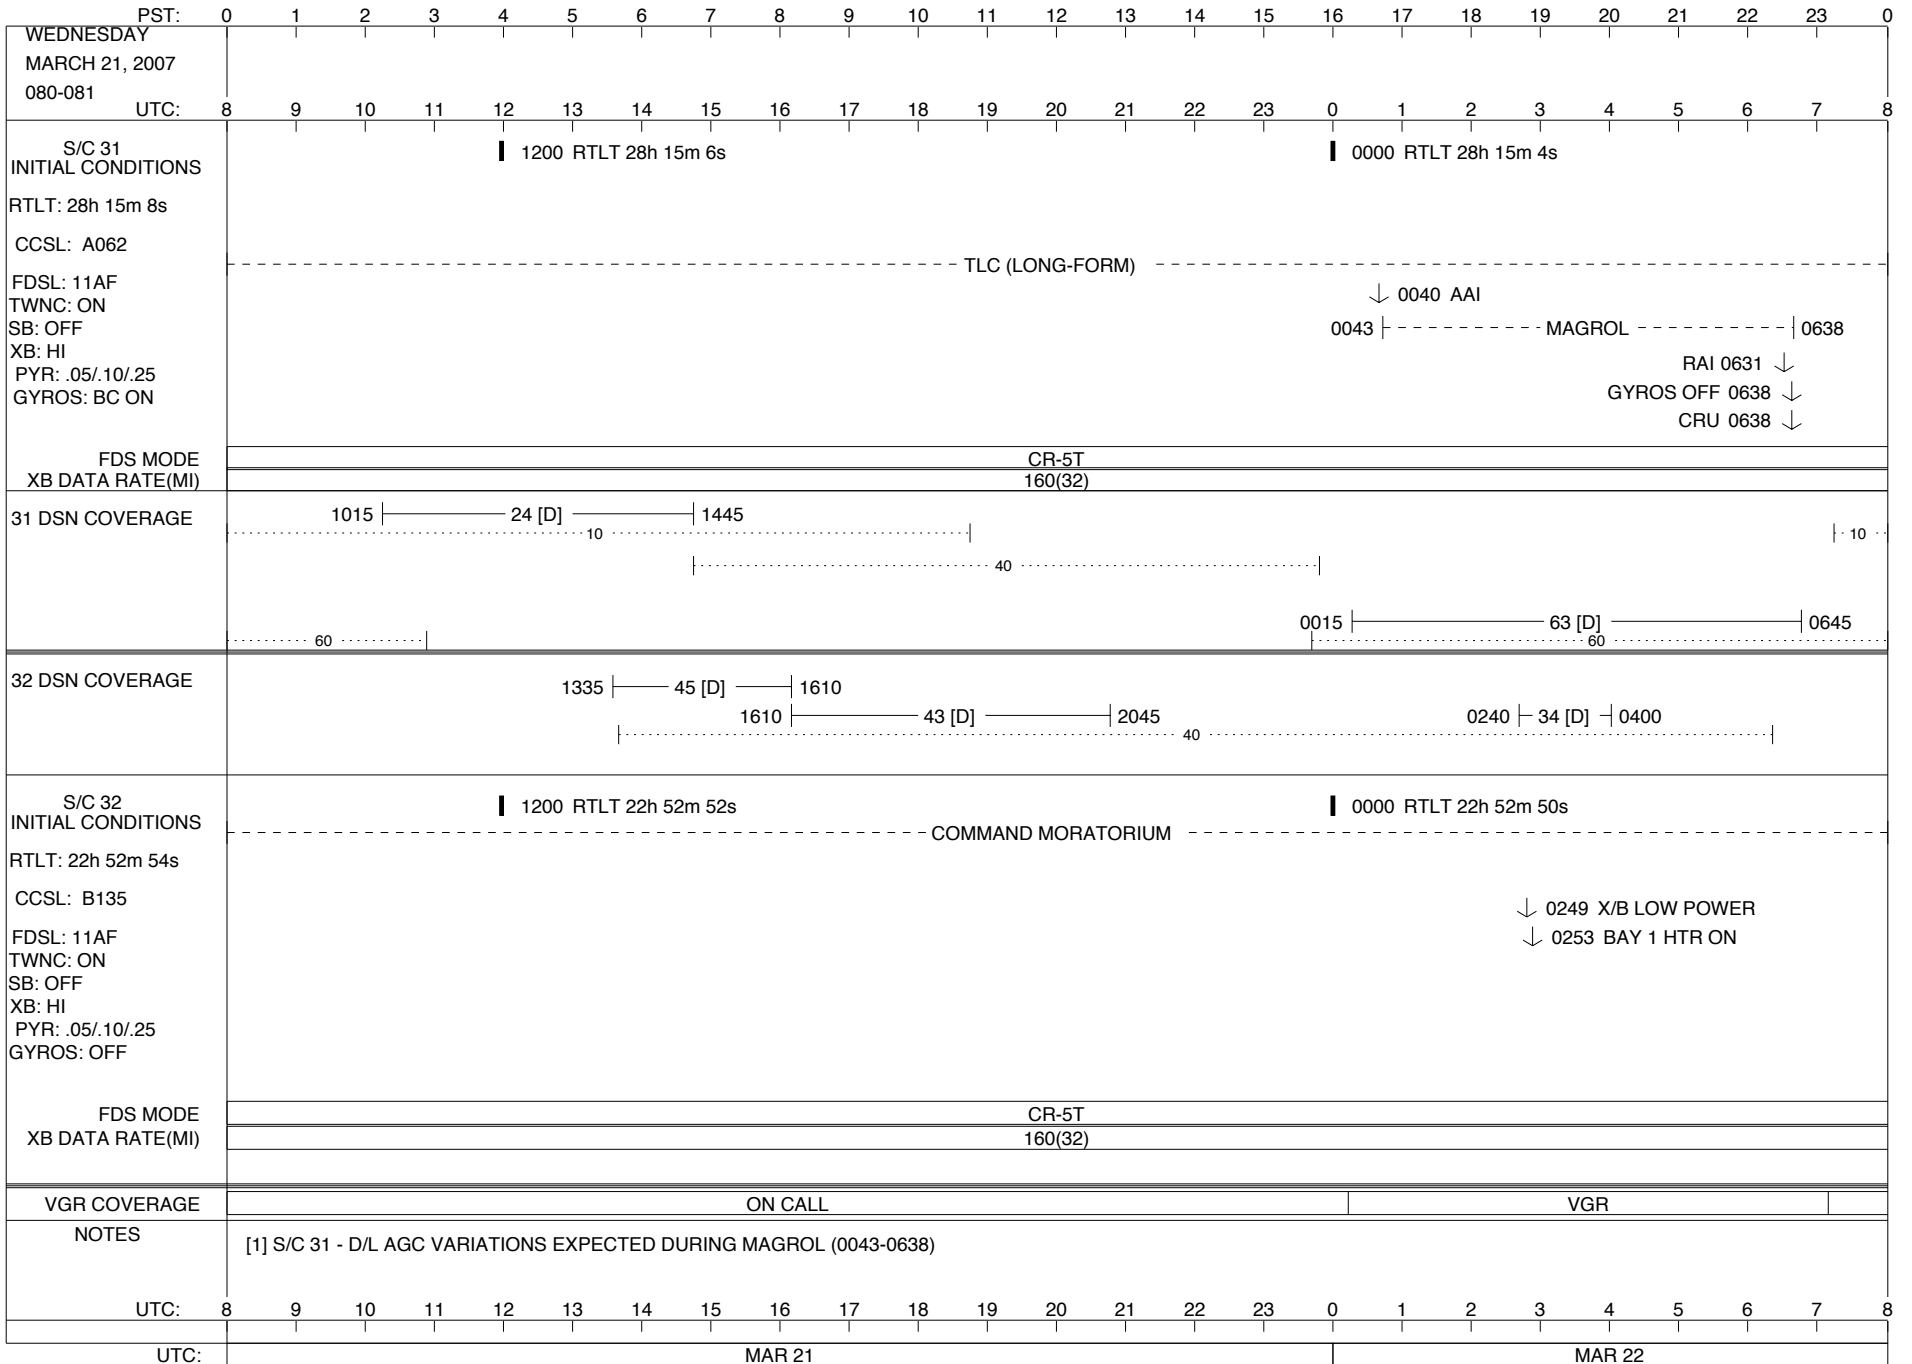 PST: 0 1 2 3 4 5 6 7 8 9 10 11 12 13 14 15 16 17 18 19 20 21 22 23 0
WEDNESDAY
MARCH 21, 2007
080-081
UTC: 8 9 10 11 12 13 14 15 16 17 18 19 20 21 22 23 0 1 2 3 4 5 6 7 8
S/C 31
INITIAL CONDITIONS
1200 RTLT 28h 15m 6s
0000 RTLT 28h 15m 4s
RTLT: 28h 15m 8s
CCSL: A062
TLC (LONG-FORM)
FDSL: 11AF
0040 AAI
TWNC: ON
SB: OFF
0043 MAGROL 0638
XB: HI
RAI 0631
PYR: .05/.10/.25
GYROS: BC ON
GYROS OFF 0638
CRU 0638
FDS MODE CR-5T
XB DATA RATE(MI) 160(32)
31 DSN COVERAGE
1015 24 [D] 1445
10 10
40
0015 63 [D] 0645
60 60
32 DSN COVERAGE
1335 45 [D] 1610
1610 43 [D] 2045 0240 34 [D] 0400
40
S/C 32
INITIAL CONDITIONS
1200 RTLT 22h 52m 52s
0000 RTLT 22h 52m 50s
COMMAND MORATORIUM
RTLT: 22h 52m 54s
CCSL: B135
0249 X/B LOW POWER
FDSL: 11AF
0253 BAY 1 HTR ON
TWNC: ON
SB: OFF
XB: HI
PYR: .05/.10/.25
GYROS: OFF
FDS MODE CR-5T
XB DATA RATE(MI) 160(32)
VGR COVERAGE ON CALL VGR
NOTES
[1] S/C 31 - D/L AGC VARIATIONS EXPECTED DURING MAGROL (0043-0638)
UTC: 8 9 10 11 12 13 14 15 16 17 18 19 20 21 22 23 0 1 2 3 4 5 6 7 8
UTC: MAR 21 MAR 22